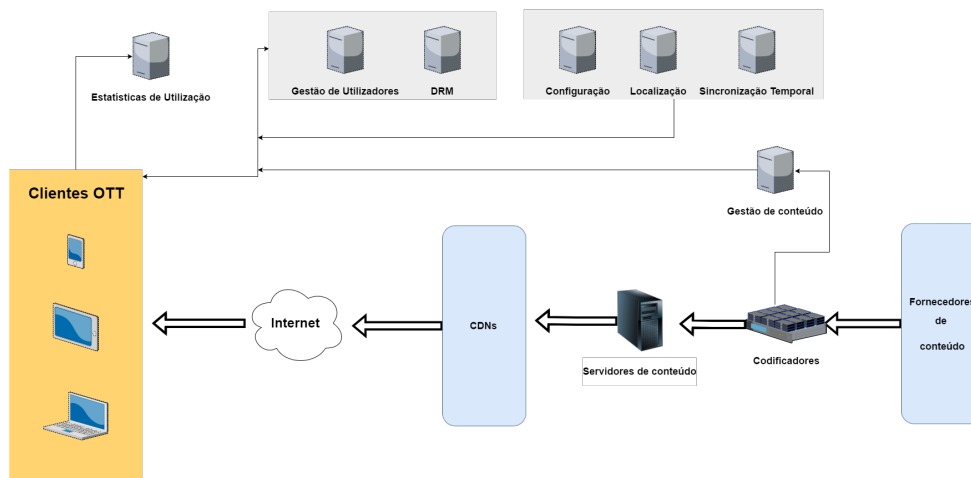 Estatisticas de Utilização
Gestão de Utilizadores
DRM
Configuração
Localização
Sincronização Temporal
Clientes OTT
Gestão de conteúdo
Internet
CDNs
Servidores de conteúdo
Codificadores
Fornecedores
de
conteúdo